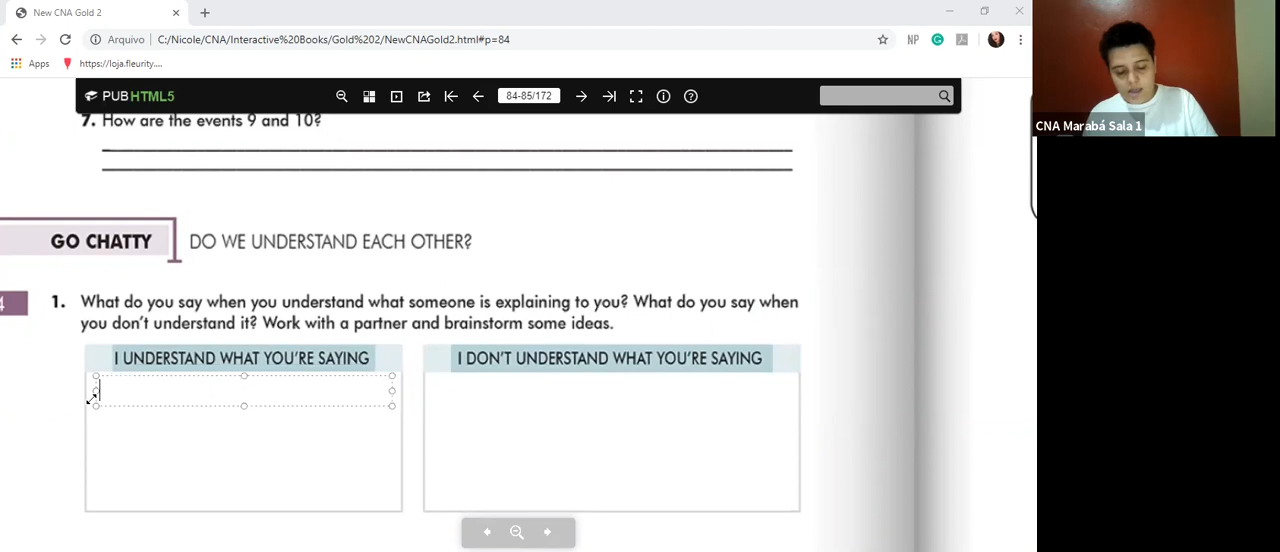 New CNA Gold 2
Arquivo C:/Nicole/CNA/Interactive%20Books/Gold%202/NewCNAGold2.html#p=84
NP
Apps https://loja.fleurity....
PUBHTML5 84-85/172
CNA Marabá Sala 1
7. How are the events 9 and 10?
GO CHATTY DO WE UNDERSTAND EACH OTHER?
4
1. What do you say when you understand what someone is explaining to you? What do you say when
you don't understand it? Work with a partner and brainstorm some ideas.
I UNDERSTAND WHAT YOU'RE SAYING
I DON'T UNDERSTAND WHAT YOU'RE SAYING